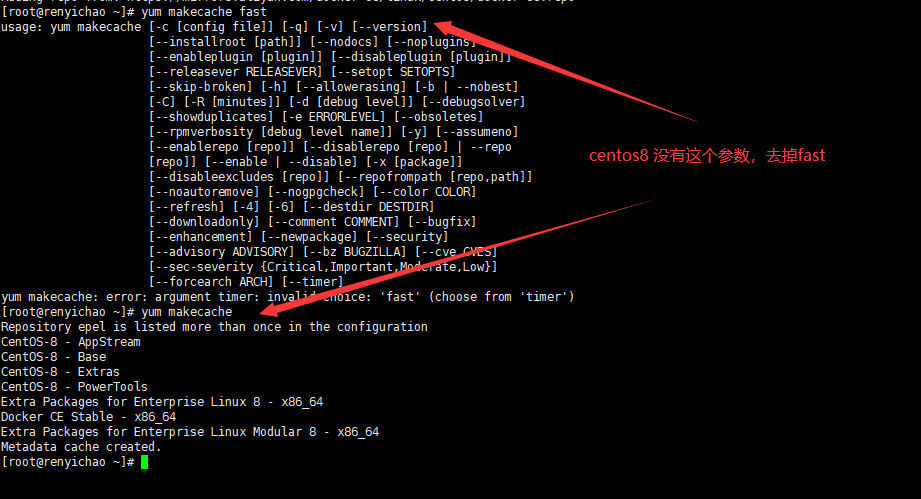 [root@renyichao ~]# yum makecache fast
usage: yum makecache [-c [config file]] [-q] [-v] [--version]
[--installroot [path]] [--nodocs] [--noplugins]
[--enableplugin [plugin]] [--disableplugin [plugin]]
[--releasever RELEASEVER] [--setopt SETOPTS]
[--skip-broken] [-h] [--allowerasing] [-b | --nobest]
[-C] [-R [minutes]] [-d [debug level]] [--debugsolver]
[--showduplicates] [-e ERRORLEVEL] [--obsoletes]
[--rpmverbosity [debug level name]] [-y] [--assumeno]
[--enablerepo [repo]] [--disablerepo [repo] | --repo
[repo]] [--enable | --disable] [-x [package]]
[--disableexcludes [repo]] [--repofrompath [repo,path]]
[--noautoremove] [--nogpgcheck] [--color COLOR]
[--refresh] [-4] [-6] [--destdir DESTDIR]
[--downloadonly] [--comment COMMENT] [--bugfix]
[--enhancement] [--newpackage] [--security]
[--advisory ADVISORY] [--bz BUGZILLA] [--cve CVES]
[--sec-severity {Critical,Important,Moderate,Low}]
[--forcearch ARCH] [--timer]
centos8 没有这个参数，去掉fast
yum makecache: error: argument timer: invalid choice: 'fast' (choose from 'timer')
[root@renyichao ~]# yum makecache
Repository epel is listed more than once in the configuration
CentOS-8 - AppStream
CentOS-8 - Base
CentOS-8 - Extras
CentOS-8 - PowerTools
Extra Packages for Enterprise Linux 8 - x86_64
Docker CE Stable - x86_64
Extra Packages for Enterprise Linux Modular 8 - x86_64
Metadata cache created.
[root@renyichao ~]#